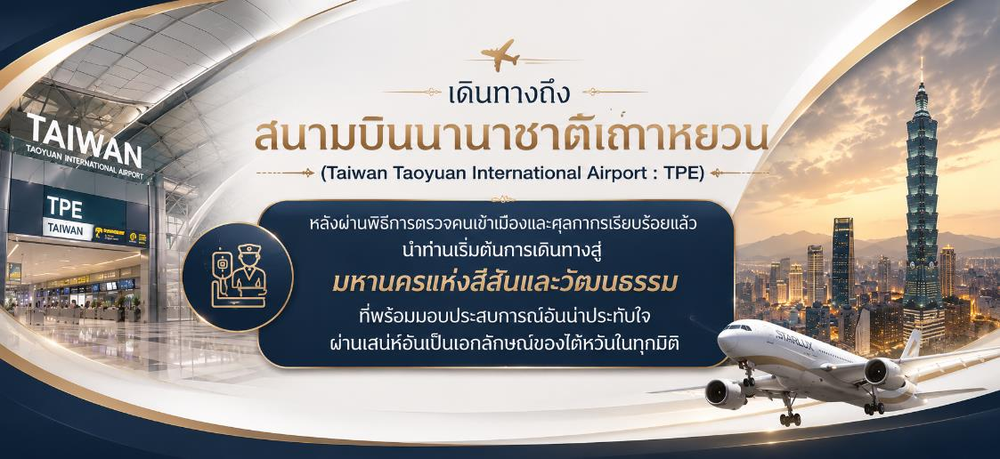 เดินทางถึง
สนามบินนานาชาติเถาหยวน
(Taiwan Taoyuan International Airport : TPE)
หลังผ่านพิธีการตรวจคนเข้าเมืองและศุลกากรเรียบร้อยแล้ว
นำท่านเริ่มต้นการเดินทางสู่
มหานครแห่งสีสันและวัฒนธรรม
ที่พร้อมมอบประสบการณ์อันน่าประทับใจ
ผ่านเสน่ห์อันเป็นเอกลักษณ์ของไต้หวันในทุกมิติ
TAIWAN
TAOYUAN INTERNATIONAL AIRPORT
TPE
TAIWAN
STARLUX